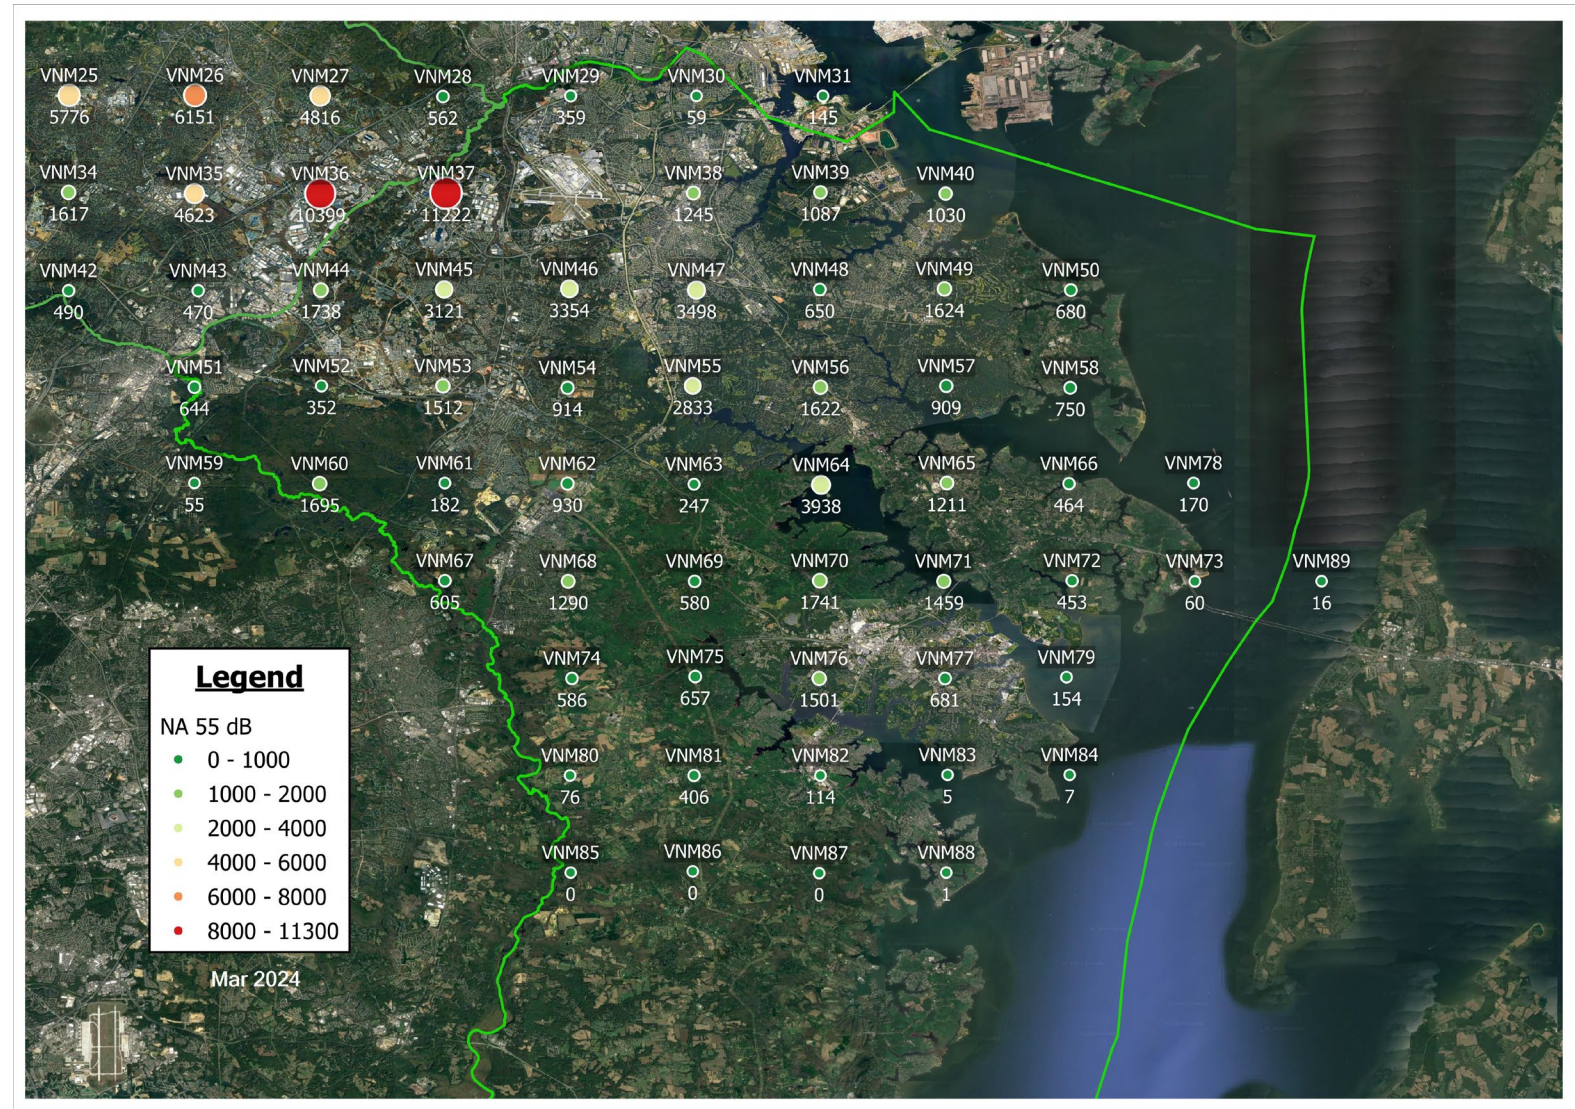 VNM25 VNM26 VNM27 VNM28 VNM29 VNM30 VNM31
5776 6151 4816 562 359 59 145
VNM34 VNM35 VNM36 VNM37 VNM38 VNM39 VNM40
1617 4623 10399 11222 1245 1087 1030
VNM42 VNM43 VNM44 VNM45 VNM46 VNM47 VNM48 VNM49 VNM50
490 470 1738 3121 3354 3498 650 1624 680
VNM51 VNM52 VNM53 VNM54 VNM55 VNM56 VNM57 VNM58
644 352 1512 914 2833 1622 909 750
VNM59 VNM60 VNM61 VNM62 VNM63 VNM64 VNM65 VNM66 VNM78
55 1695 182 930 247 3938 1211 464 170
VNM67 VNM68 VNM69 VNM70 VNM71 VNM72 VNM73 VNM89
605 1290 580 1741 1459 453 60 16
VNM74 VNM75 VNM76 VNM77 VNM79
586 657 1501 681 154
VNM80 VNM81 VNM82 VNM83 VNM84
76 406 114 5 7
VNM85 VNM86 VNM87 VNM88
0 0 0 1
Legend
NA 55 dB
0 - 1000
1000 - 2000
2000 - 4000
4000 - 6000
6000 - 8000
8000 - 11300
Mar 2024